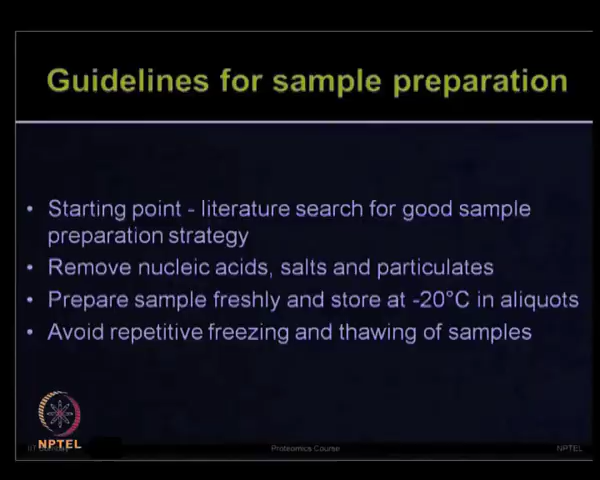 Guidelines for sample preparation
• Starting point - literature search for good sample
preparation strategy
• Remove nucleic acids, salts and particulates
• Prepare sample freshly and store at -20°C in aliquots
• Avoid repetitive freezing and thawing of samples
NPTEL
Proteomics Course
NPTEL